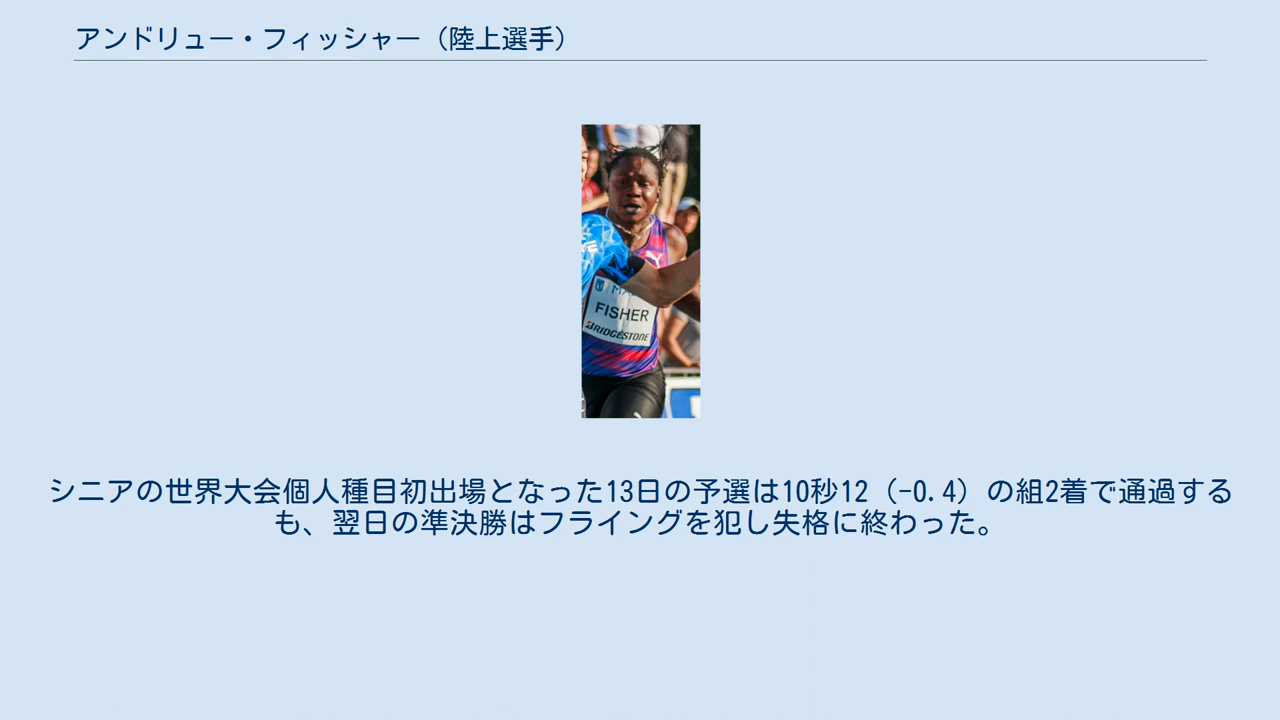 アンドリュー・フィッシャー（陸上選手）
FISHER
BRIDGESTONE
シニアの世界大会個人種目初出場となった13日の予選は10秒12（-0.4）の組2着で通過する
も、翌日の準決勝はフライングを犯し失格に終わった。